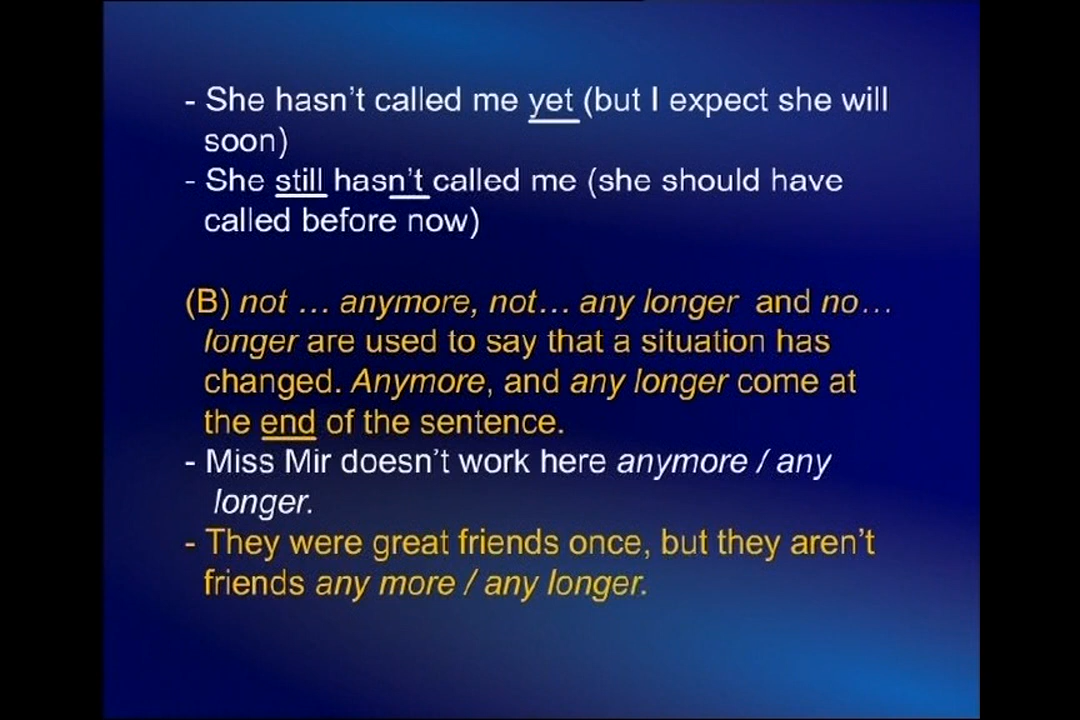 - She hasn't called me yet (but I expect she will
soon)
- She still hasn't called me (she should have
called before now)
(B) not ... anymore, not... any longer and no...
longer are used to say that a situation has
changed. Anymore, and any longer come at
the end of the sentence.
- Miss Mir doesn't work here anymore / any
longer.
- They were great friends once, but they aren't
friends any more / any longer.